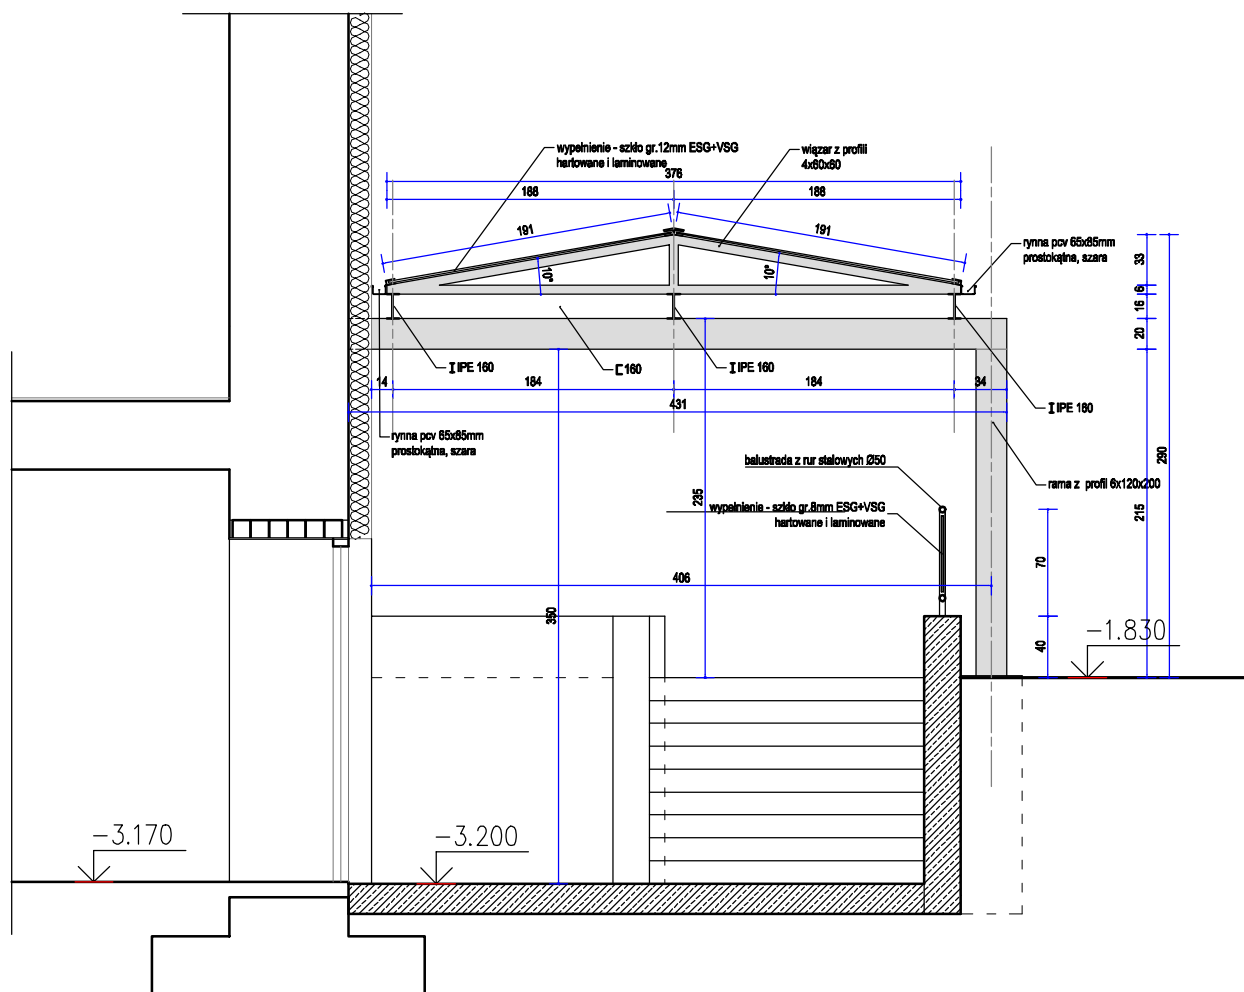 wypełnienie - szkło gr.12mm ESG+VSG
hartowane i laminowane
wiązar z profili
4x60x60
376
188
188
191
191
rynna pcv 65x65mm
prostokątna, szara
10°
10°
33
6
16
20
I IPE 160
[ 160
I IPE 160
14
184
184
34
431
I IPE 160
rynna pcv 65x65mm
prostokątna, szara
balustrada z rur stalowych Ø50
wypełnienie - szkło gr.8mm ESG+VSG
hartowane i laminowane
rama z profil 6x120x200
290
235
215
70
406
350
40
-1.830
-3.170
-3.200